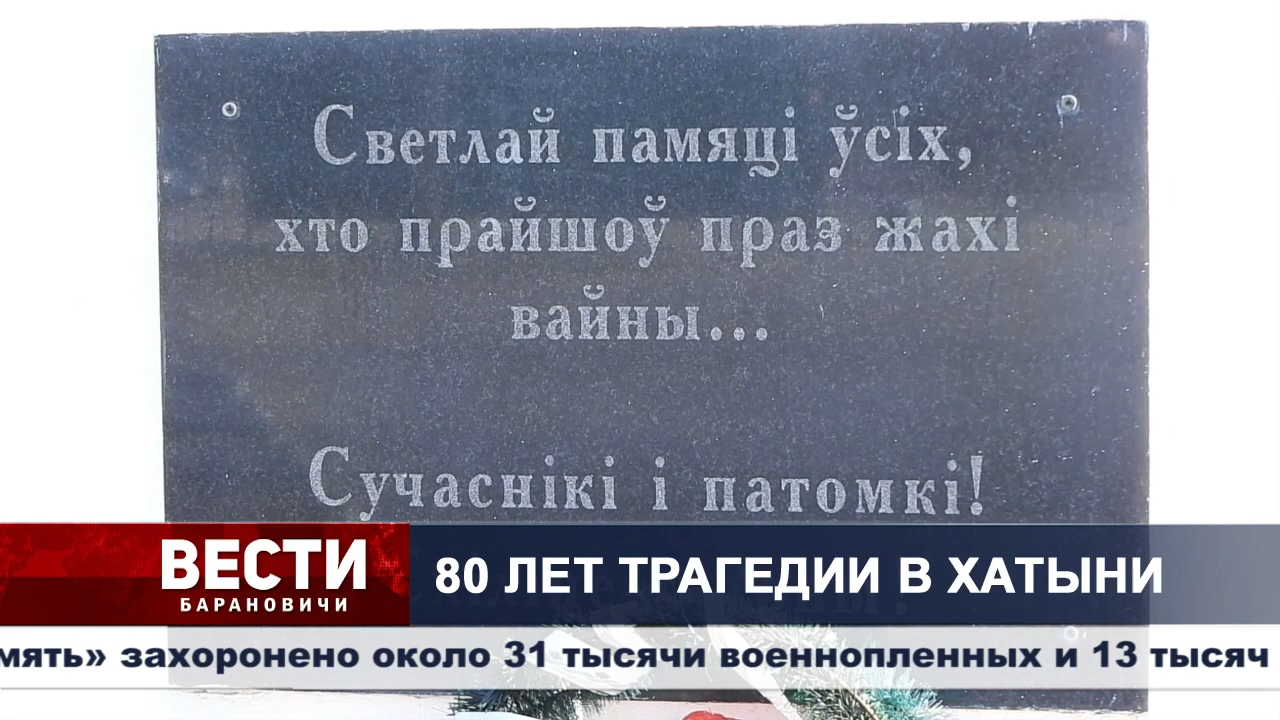 Светлай памяці ўсіх,
хто прайшоў праз жахі
вайны...
Сучаснікі і патомкі!
ВЕСТИ
БАРАНОВИЧИ
80 ЛЕТ ТРАГЕДИИ В ХАТЫНИ
мять» захоронено около 31 тысячи военнопленных и 13 тысяч